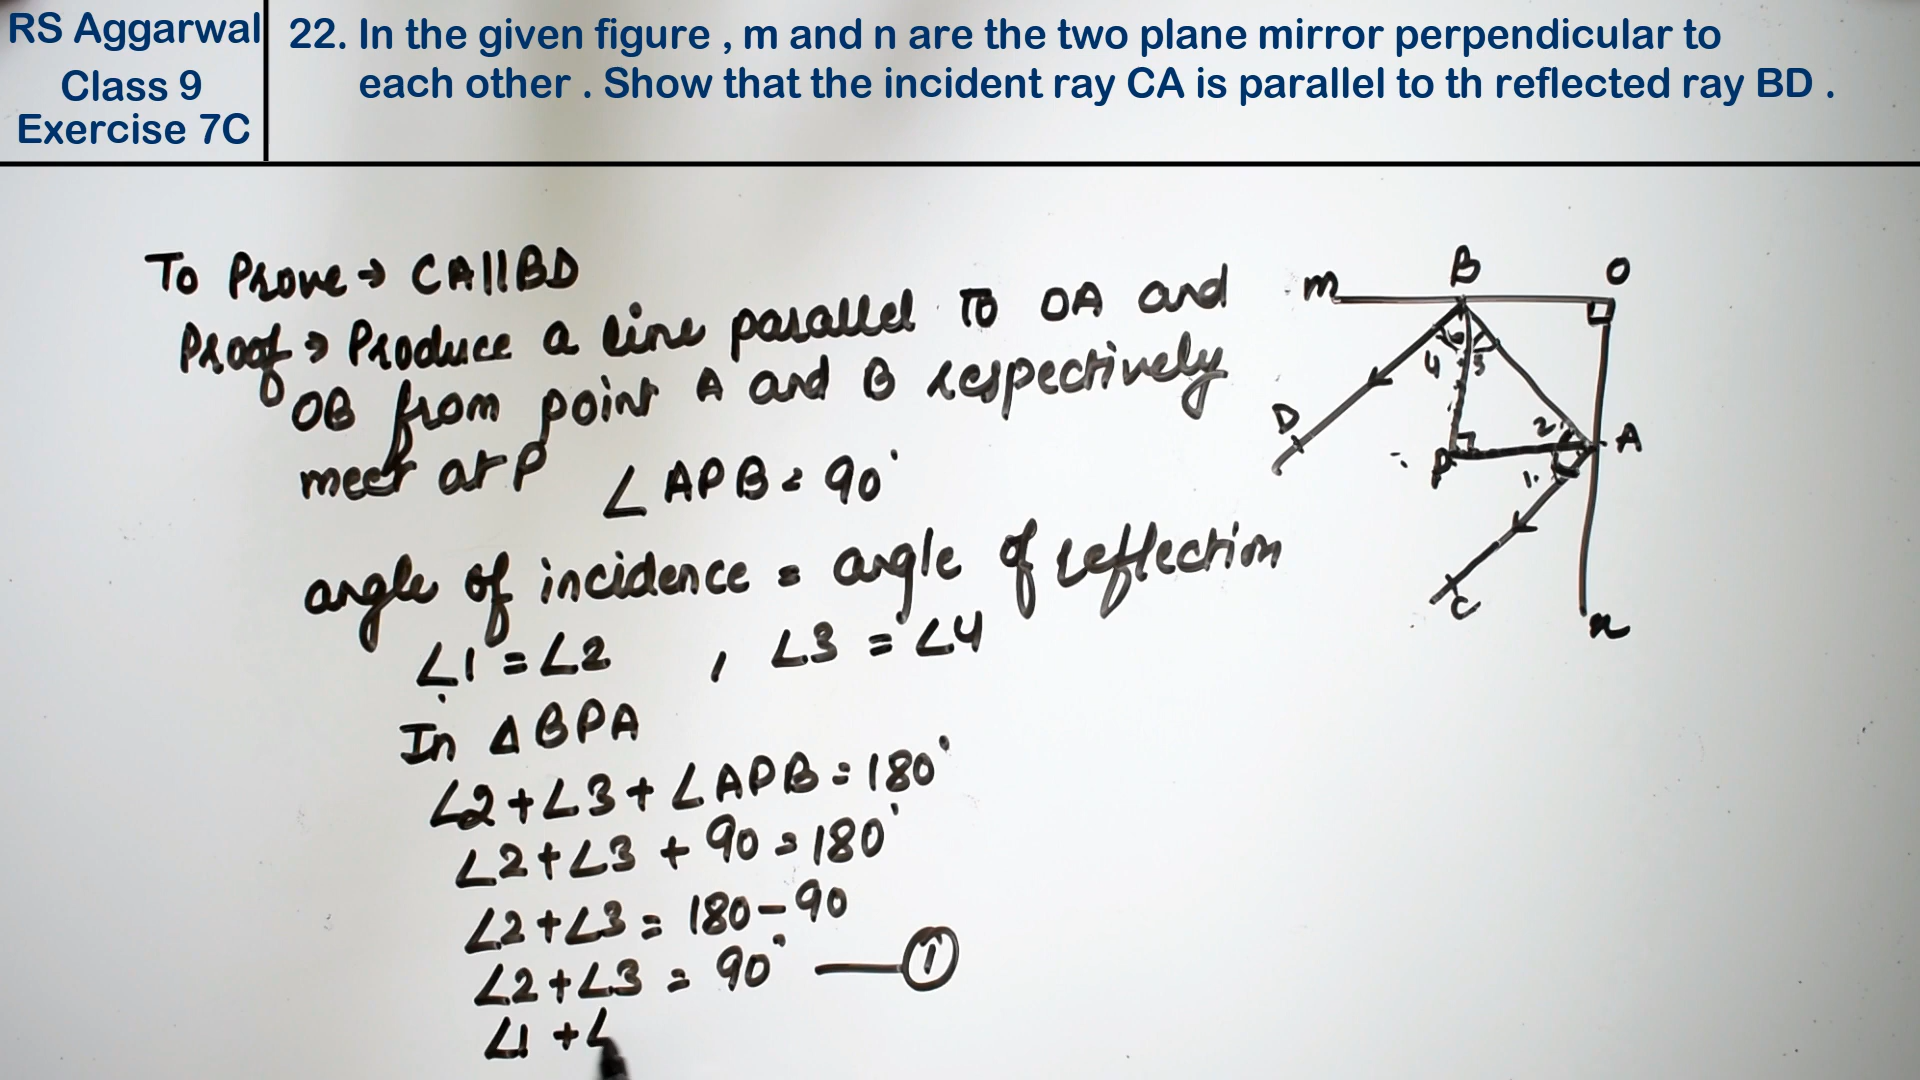 RS Aggarwal
Class 9
Exercise 7C
22. In the given figure , m and n are the two plane mirror perpendicular to
each other . Show that the incident ray CA is parallel to th reflected ray BD .
To Prove → CA||BD
Proof → Produce a line parallel to OA and
OB from point A and B respectively
meet at P ∠APB = 90°
angle of incidence = angle of reflection
∠1 = ∠2 , ∠3 = ∠4
In △BPA
∠2+∠3+∠APB = 180°
∠2+∠3 + 90 = 180°
∠2+∠3 = 180-90
∠2+∠3 = 90° —①
∠1 +∠
m B O
4 3
D
2 A
P
1
C
n